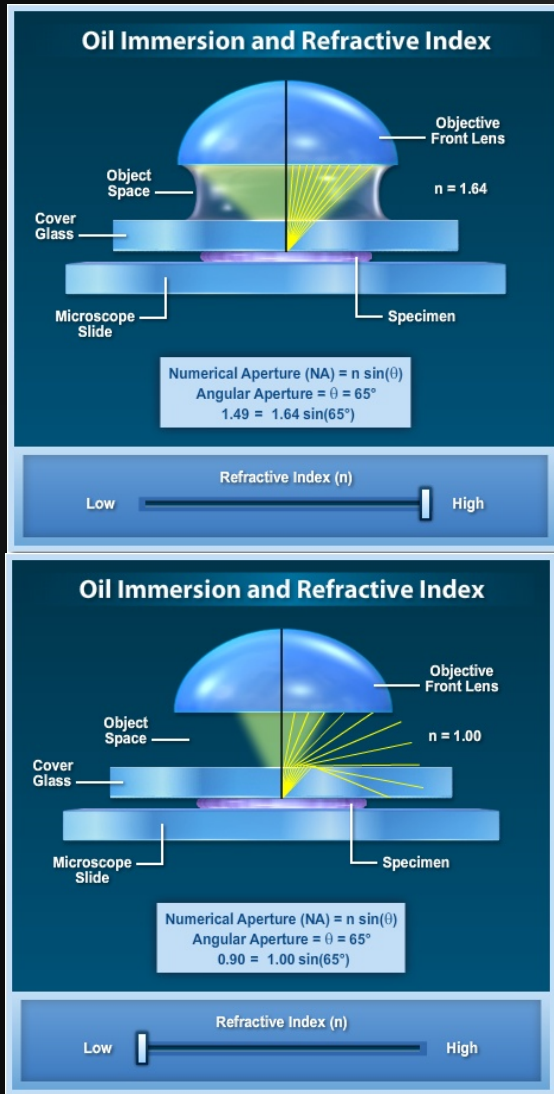 Oil Immersion and Refractive Index
Objective
Front Lens
Object
Space
n = 1.64
Cover
Glass
Microscope
Slide
Specimen
Numerical Aperture (NA) = n sin(θ)
Angular Aperture = θ = 65°
1.49 = 1.64 sin(65°)
Refractive Index (n)
Low
High
Oil Immersion and Refractive Index
Objective
Front Lens
Object
Space
n = 1.00
Cover
Glass
Microscope
Slide
Specimen
Numerical Aperture (NA) = n sin(θ)
Angular Aperture = θ = 65°
0.90 = 1.00 sin(65°)
Refractive Index (n)
Low
High